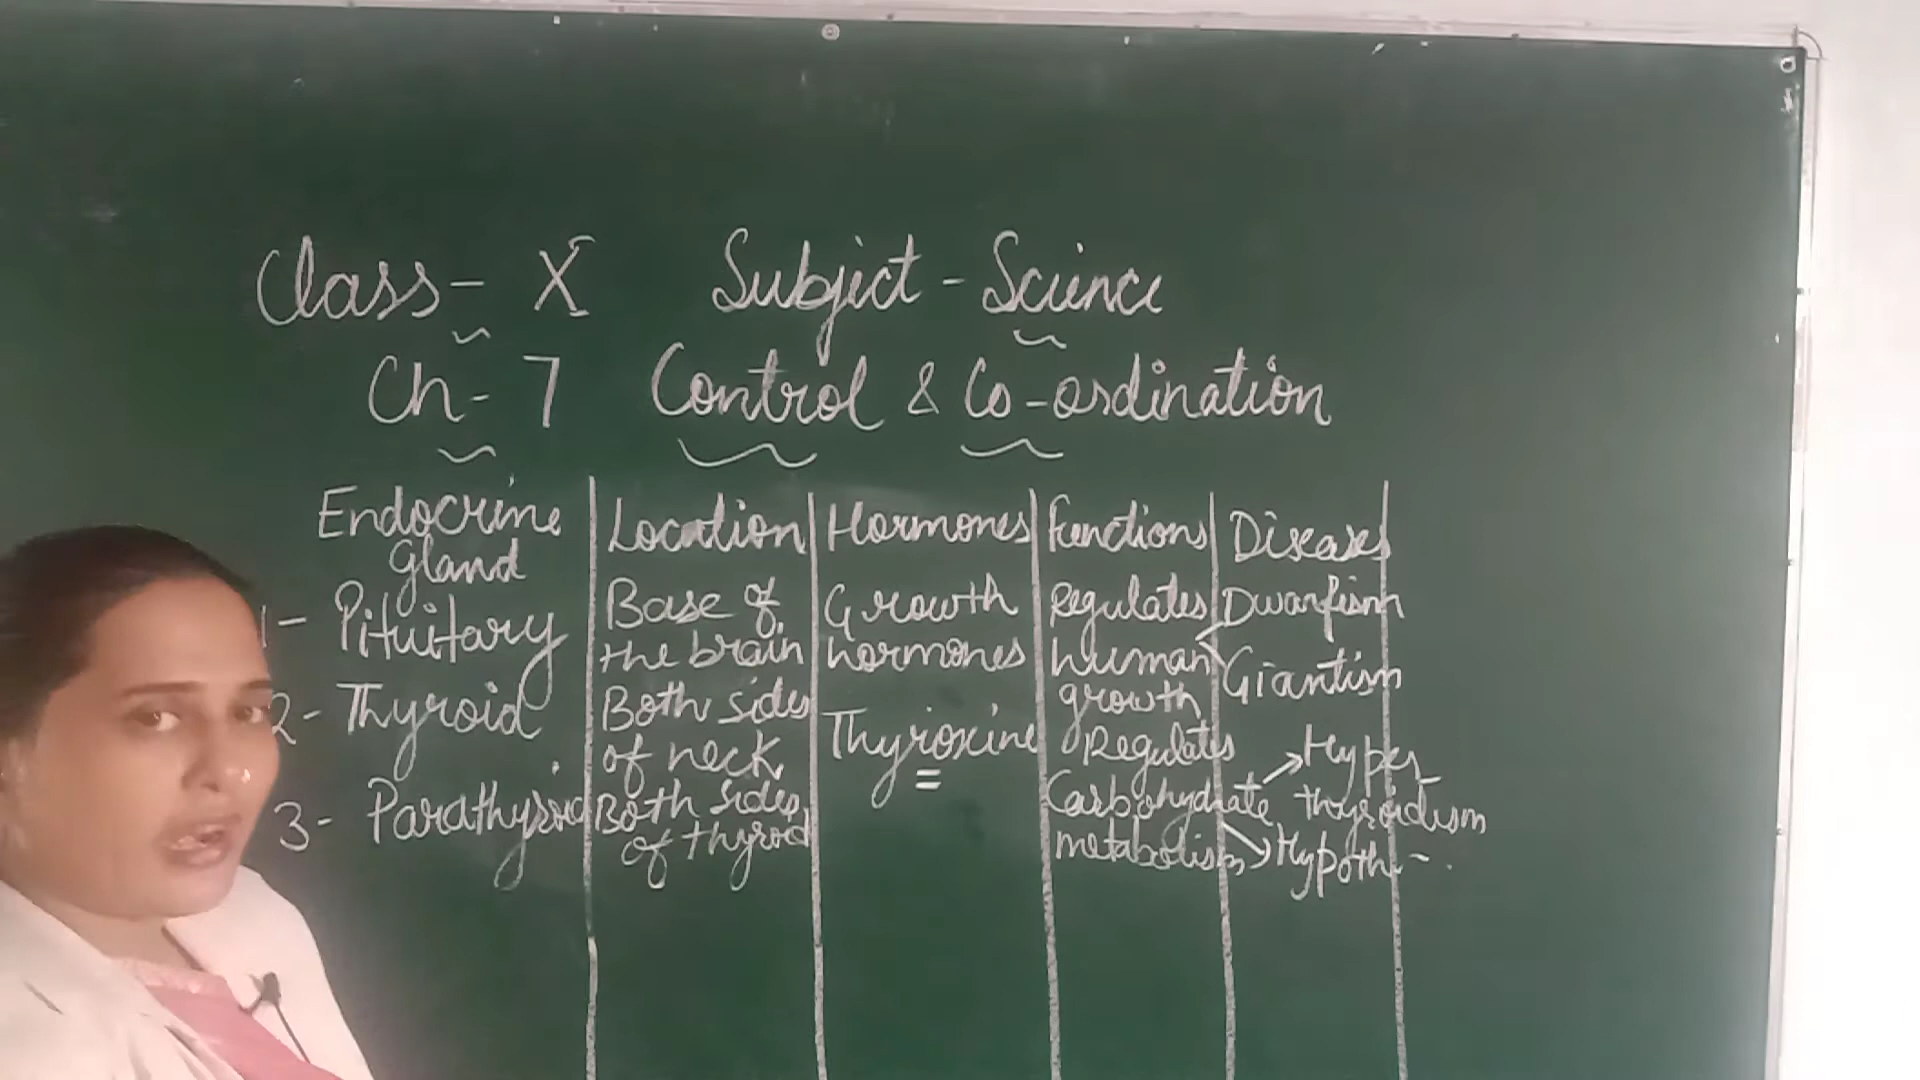 Class - X Subject - Science
Ch - 7 Control & Co-ordination
Endocrine gland
Location
Hormones
Functions
Diseases
1- Pituitary
Base of
the brain
Growth
hormones
Regulates
human
growth
Dwarfism
Giantism
2- Thyroid
Both sides
of neck
Thyroxine
Regulates
Carbohydrate
metabolism
Hyper
thyroidism
Hypoth - .
3- Parathyroid
Both sides
of thyroid